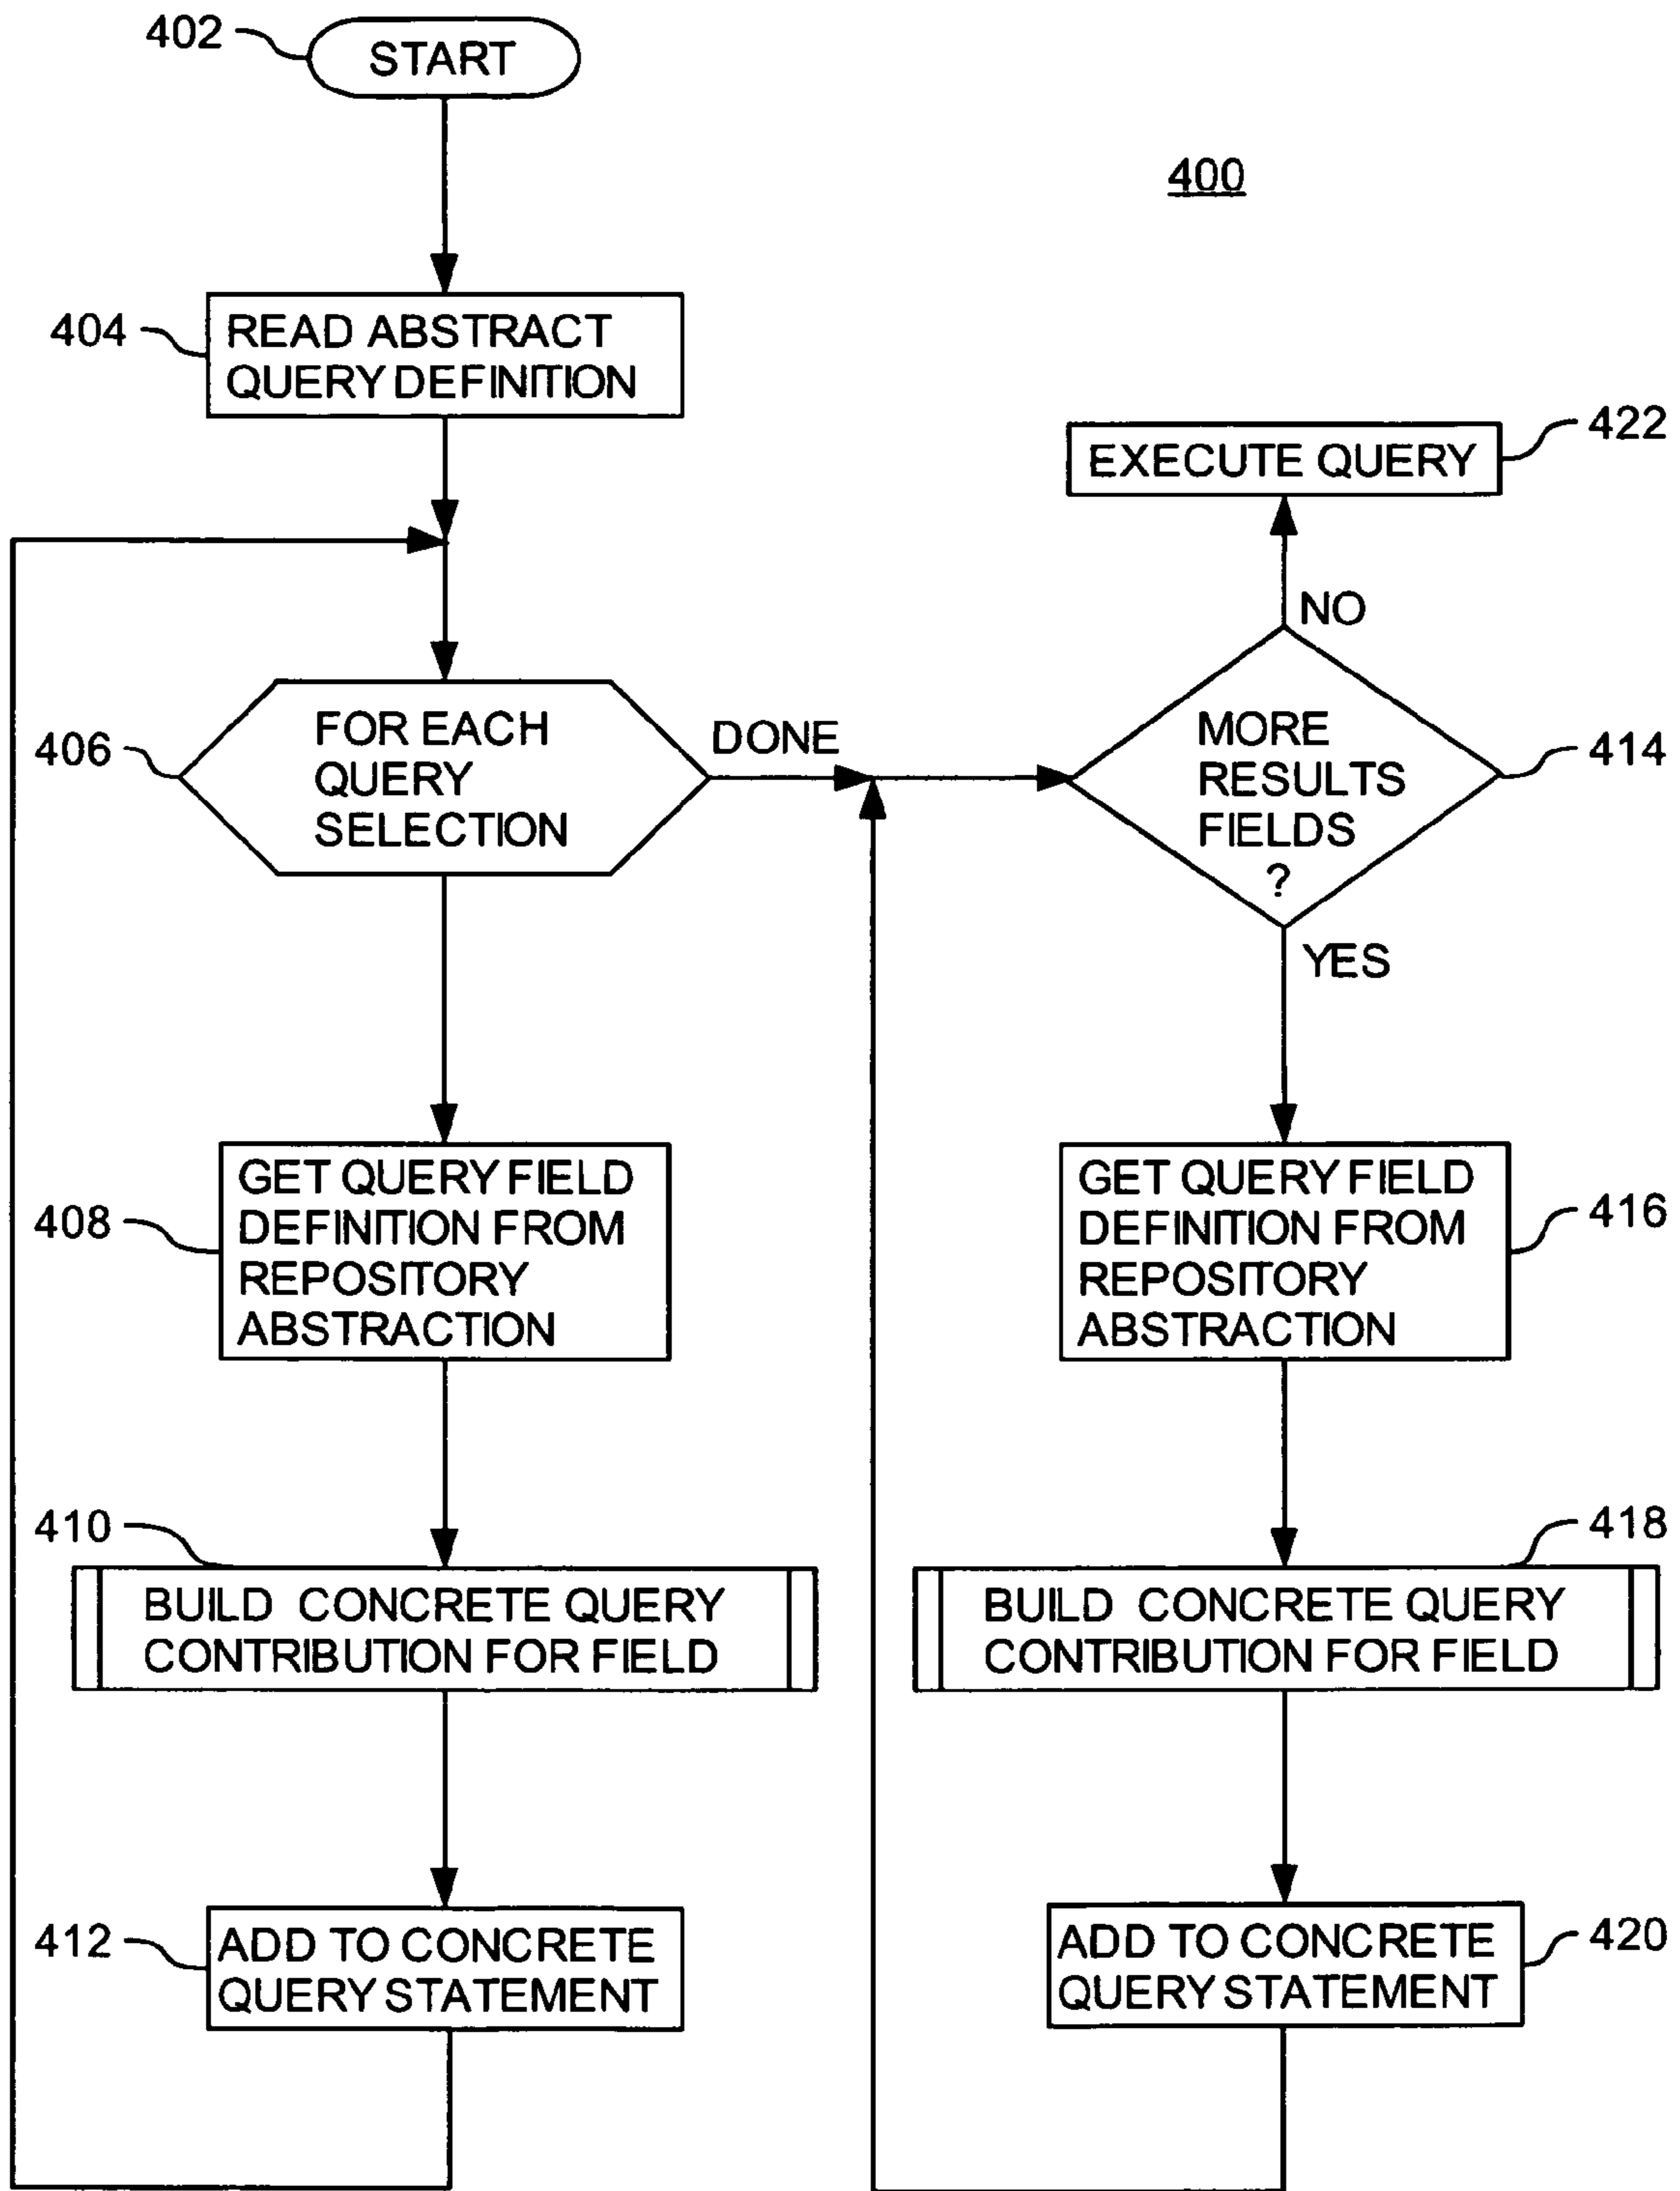 402
START
400
404
READ ABSTRACT
QUERY DEFINITION
422
EXECUTE QUERY
NO
406
FOR EACH
QUERY
SELECTION
DONE
MORE
RESULTS
FIELDS
?
414
YES
408
GET QUERY FIELD
DEFINITION FROM
REPOSITORY
ABSTRACTION
GET QUERY FIELD
DEFINITION FROM
REPOSITORY
ABSTRACTION
416
410
BUILD CONCRETE QUERY
CONTRIBUTION FOR FIELD
418
BUILD CONCRETE QUERY
CONTRIBUTION FOR FIELD
412
ADD TO CONCRETE
QUERY STATEMENT
ADD TO CONCRETE
QUERY STATEMENT
420